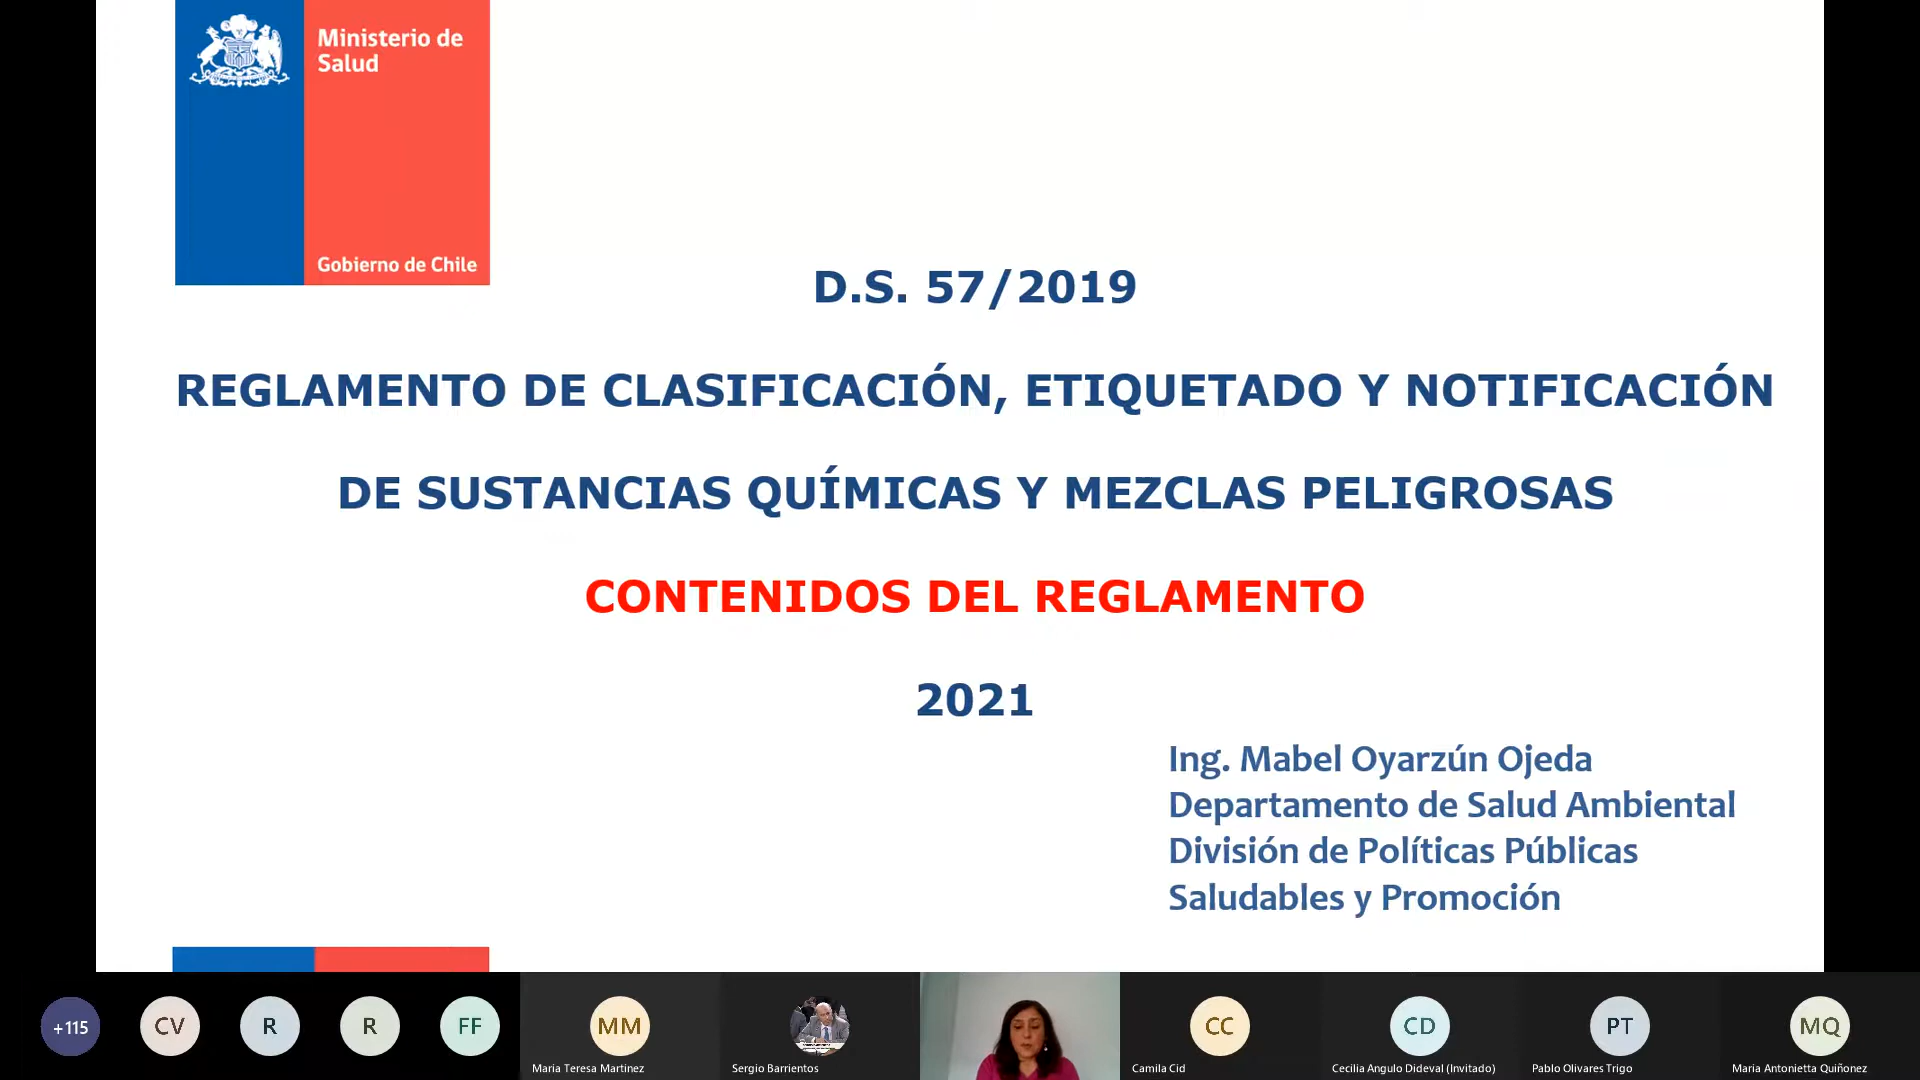 Ministerio de
Salud
Gobierno de Chile
D.S. 57/2019
REGLAMENTO DE CLASIFICACIÓN, ETIQUETADO Y NOTIFICACIÓN
DE SUSTANCIAS QUÍMICAS Y MEZCLAS PELIGROSAS
CONTENIDOS DEL REGLAMENTO
2021
Ing. Mabel Oyarzún Ojeda
Departamento de Salud Ambiental
División de Políticas Públicas
Saludables y Promoción
+115
CV
R
R
FF
MM
CC
CD
PT
MQ
Maria Teresa Martinez
Sergio Barrientos
Camila Cid
Cecilia Angulo Dideval (Invitado)
Pablo Olivares Trigo
Maria Antonietta Quiñonez